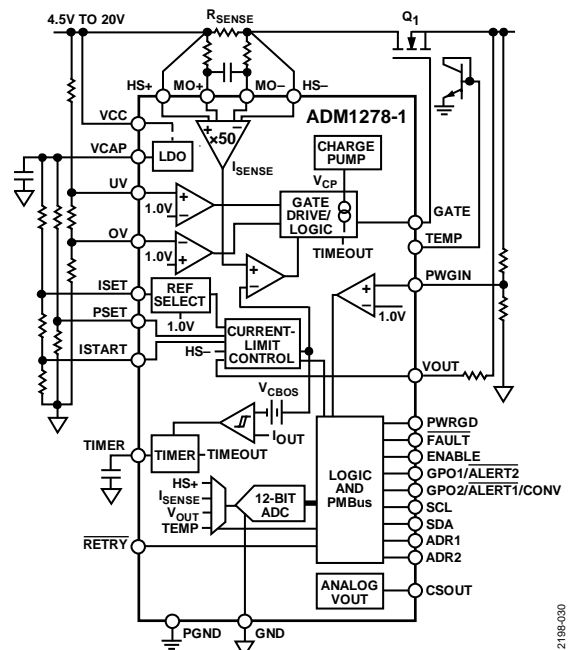 4.5V TO 20V
RSENSE
Q1
HS+
MO+
MO–
HS–
ADM1278-1
VCC
VCAP
LDO
+ –
×50
ISENSE
CHARGE
PUMP
VCP
UV
+
–
1.0V
GATE
DRIVE/
LOGIC
GATE
TEMP
TIMEOUT
OV
–
+
1.0V
+
–
PWGIN
+
–
1.0V
ISET
REF
SELECT
1.0V
PSET
CURRENT-
LIMIT
CONTROL
HS–
ISTART
VOUT
VCBOS
IOUT
TIMER
TIMER
TIMEOUT
PWRGD
FAULT
ENABLE
GPO1/ALERT2
GPO2/ALERT1/CONV
SCL
SDA
ADR1
ADR2
LOGIC
AND
PMBus
HS+
ISENSE
VOUT
TEMP
12-BIT
ADC
RETRY
ANALOG
VOUT
CSOUT
PGND
GND
2198-030